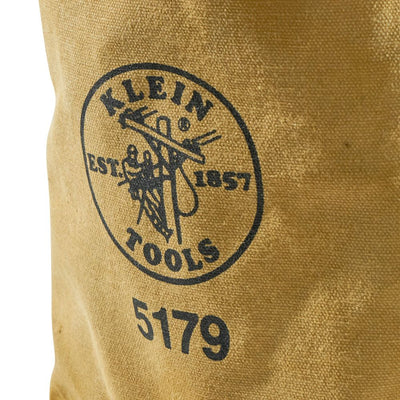 KLEIN
®
EST. 1857
TOOLS
5179